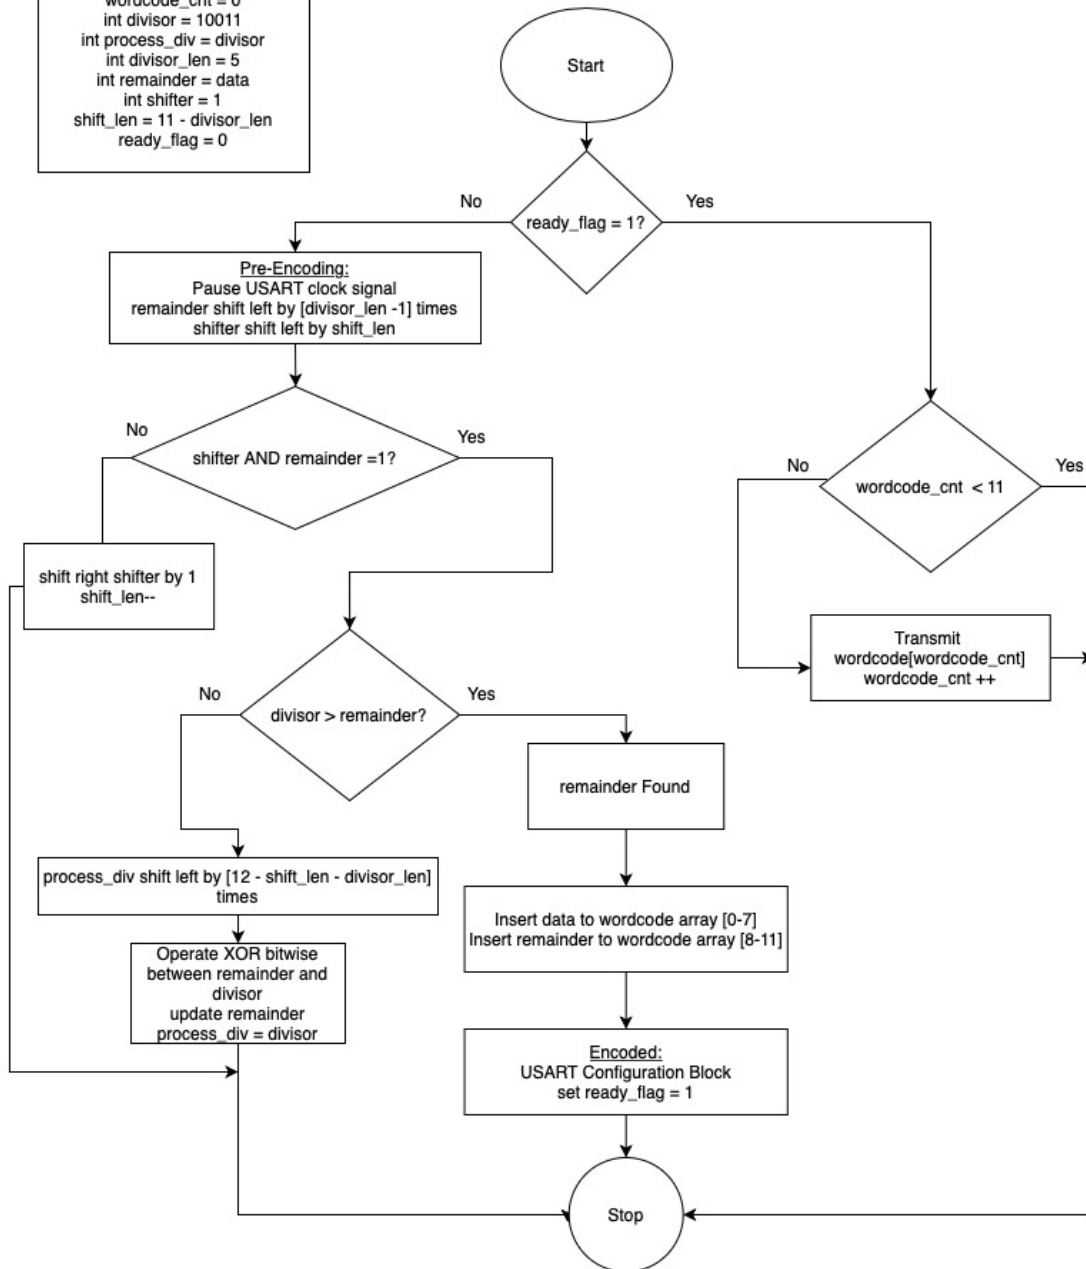 wordcode_cnt = 0
int divisor = 10011
int process_div = divisor
int divisor_len = 5
int remainder = data
int shifter = 1
shift_len = 11 - divisor_len
ready_flag = 0
Start
No
ready_flag = 1?
Yes
Pre-Encoding:
Pause USART clock signal
remainder shift left by [divisor_len -1] times
shifter shift left by shift_len
No
shifter AND remainder =1?
Yes
No
wordcode_cnt < 11
Yes
shift right shifter by 1
shift_len--
Transmit
wordcode[wordcode_cnt]
wordcode_cnt ++
No
divisor > remainder?
Yes
remainder Found
process_div shift left by [12 - shift_len - divisor_len]
times
Insert data to wordcode array [0-7]
Insert remainder to wordcode array [8-11]
Operate XOR bitwise
between remainder and
divisor
update remainder
process_div = divisor
Encoded:
USART Configuration Block
set ready_flag = 1
Stop